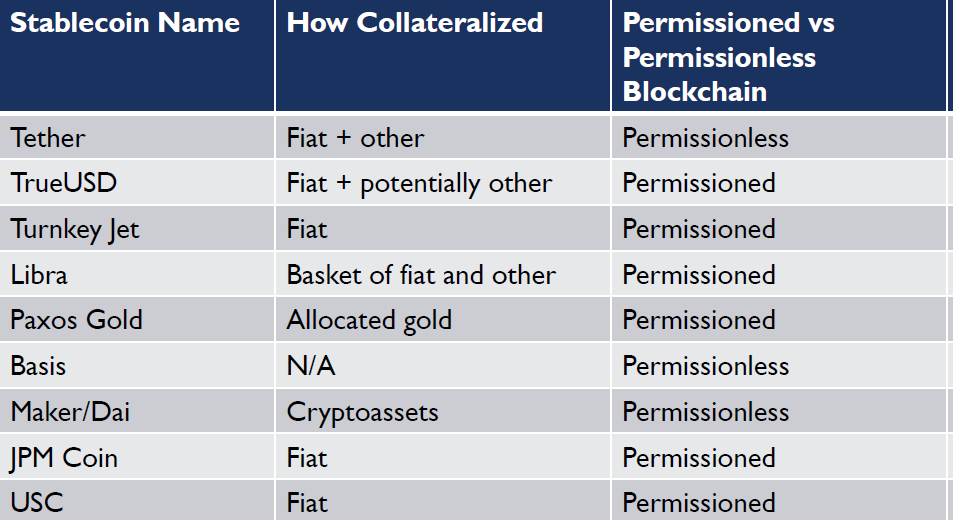 Stablecoin Name How Collateralized Permissioned vs
Permissionless
Blockchain
Tether Fiat + other Permissionless
TrueUSD Fiat + potentially other Permissioned
Turnkey Jet Fiat Permissioned
Libra Basket of fiat and other Permissioned
Paxos Gold Allocated gold Permissioned
Basis N/A Permissionless
Maker/Dai Cryptoassets Permissionless
JPM Coin Fiat Permissioned
USC Fiat Permissioned